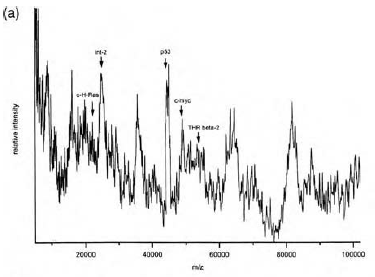 (a)
int-2
p53
c-H-Ras
c-myc
THR beta-2
relative intensity
20000 40000 60000 80000 100000
m/z